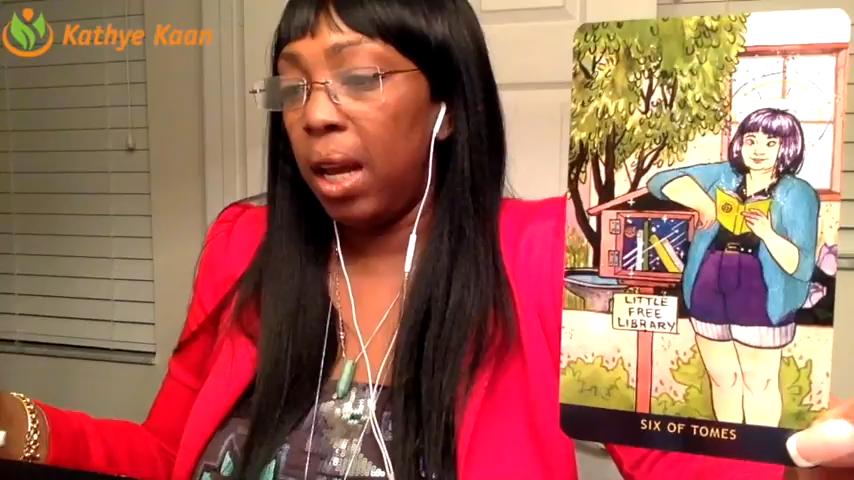 Kathye Kaan
LITTLE
FREE
LIBRARY
SIX OF TOMES